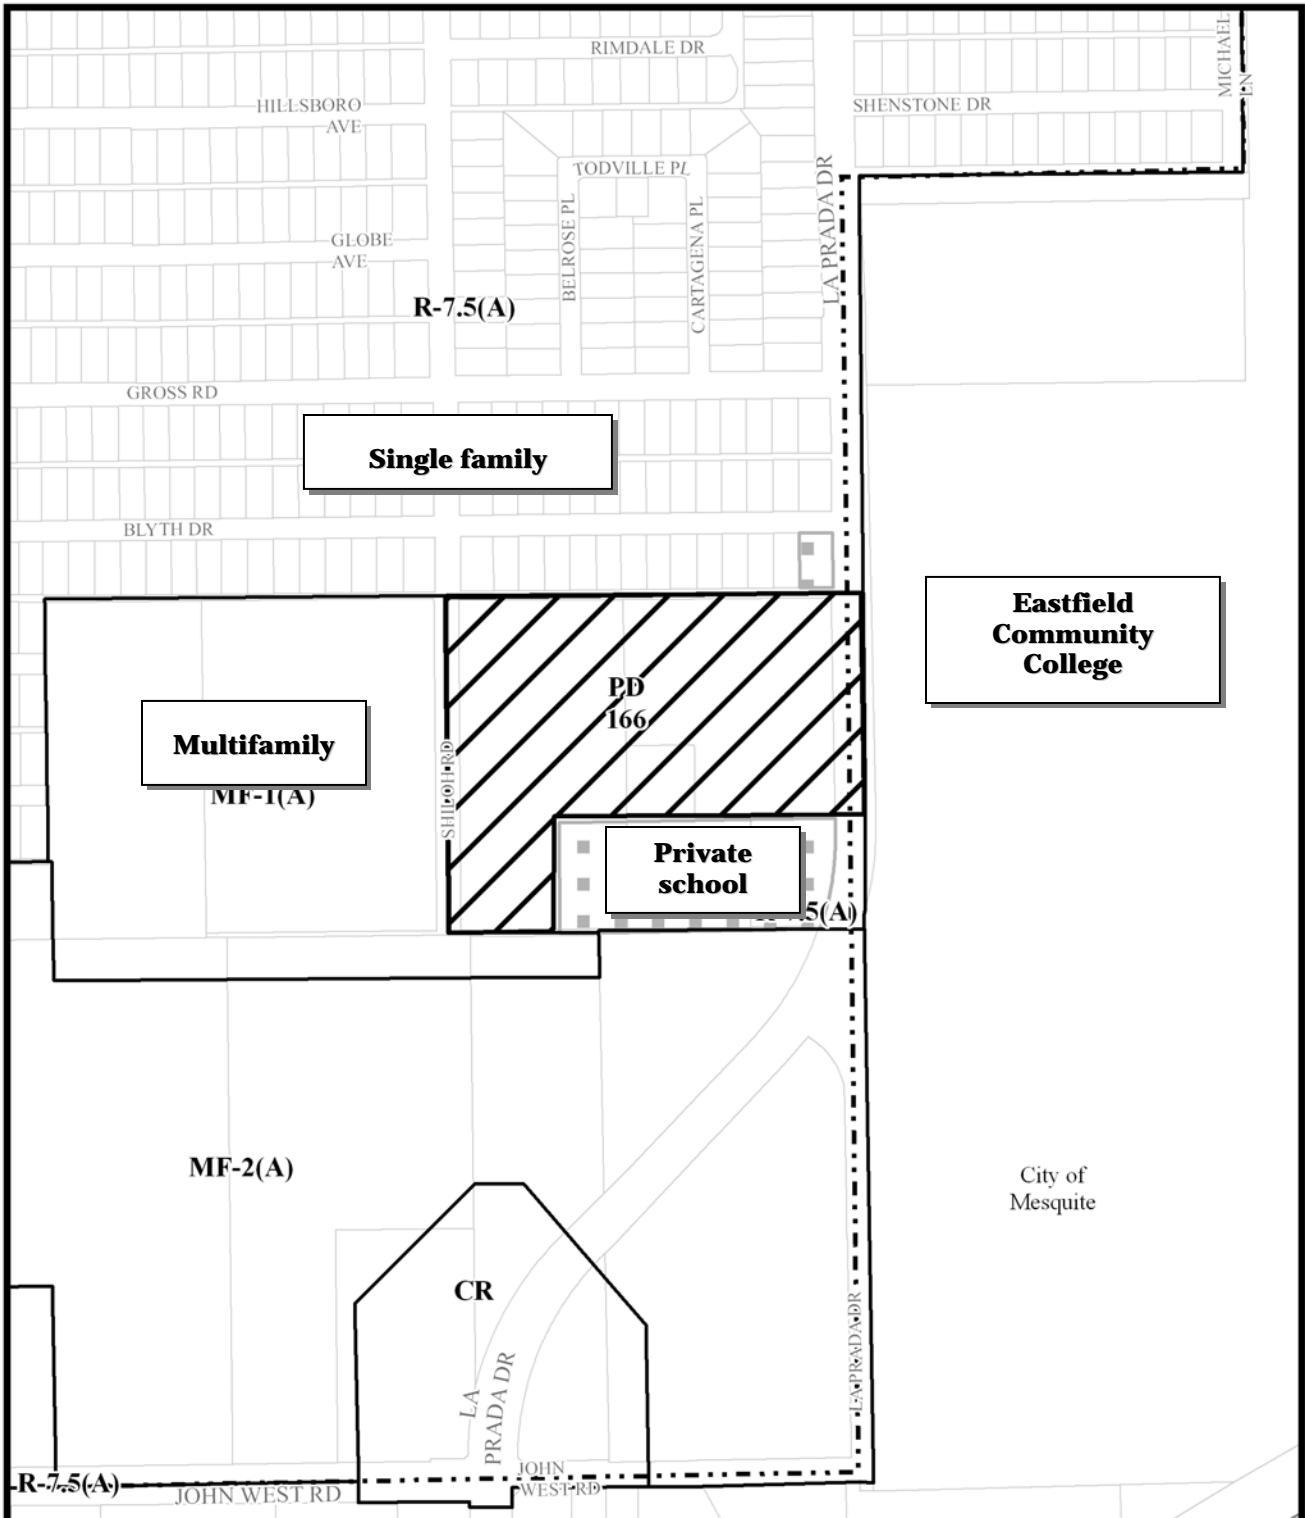 RIMDALE DR
MICHAEL
LN
HILLSBORO
AVE
SHENSTONE DR
TODVILLE PL
LA PRADA DR
BELROSE PL
CARTAGENA PL
GLOBE
AVE
R-7.5(A)
GROSS RD
Single family
BLYTH DR
Eastfield
Community
College
PD
166
Multifamily
MF-1(A)
SHILOH RD
Private
school
R-7.5(A)
MF-2(A)
City of
Mesquite
CR
LA
PRADA DR
LA PRADA DR
JOHN
WEST RD
R-7.5(A)
JOHN WEST RD